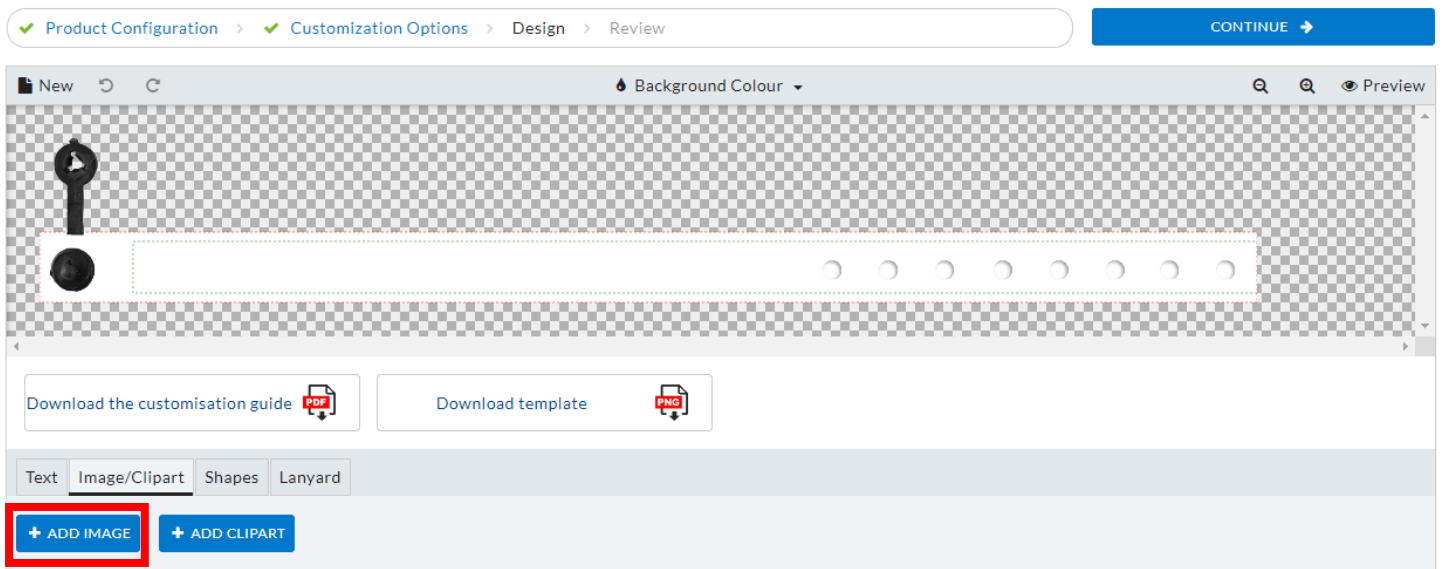 Product Configuration > Customization Options > Design > Review
CONTINUE
New Background Colour Preview
Download the customisation guide PDF Download template PNG
Text Image/Clipart Shapes Lanyard
+ ADD IMAGE + ADD CLIPART